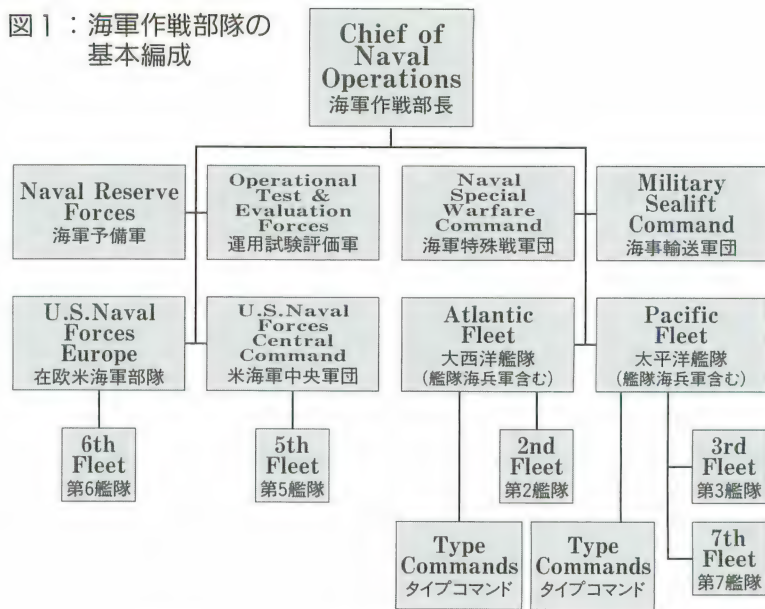 図1：海軍作戦部隊の
基本編成
Chief of
Naval
Operations
海軍作戦部長
Naval Reserve
Forces
海軍予備軍
Operational
Test &
Evaluation
Forces
運用試験評価軍
Naval
Special
Warfare
Command
海軍特殊戦軍団
Military
Sealift
Command
海事輸送軍団
U.S.Naval
Forces
Europe
在欧米海軍部隊
U.S.Naval
Forces
Central
Command
米海軍中央軍団
Atlantic
Fleet
大西洋艦隊
(艦隊海兵軍含む)
Pacific
Fleet
太平洋艦隊
(艦隊海兵軍含む)
6th
Fleet
第6艦隊
5th
Fleet
第5艦隊
2nd
Fleet
第2艦隊
3rd
Fleet
第3艦隊
Type
Commands
タイプコマンド
Type
Commands
タイプコマンド
7th
Fleet
第7艦隊